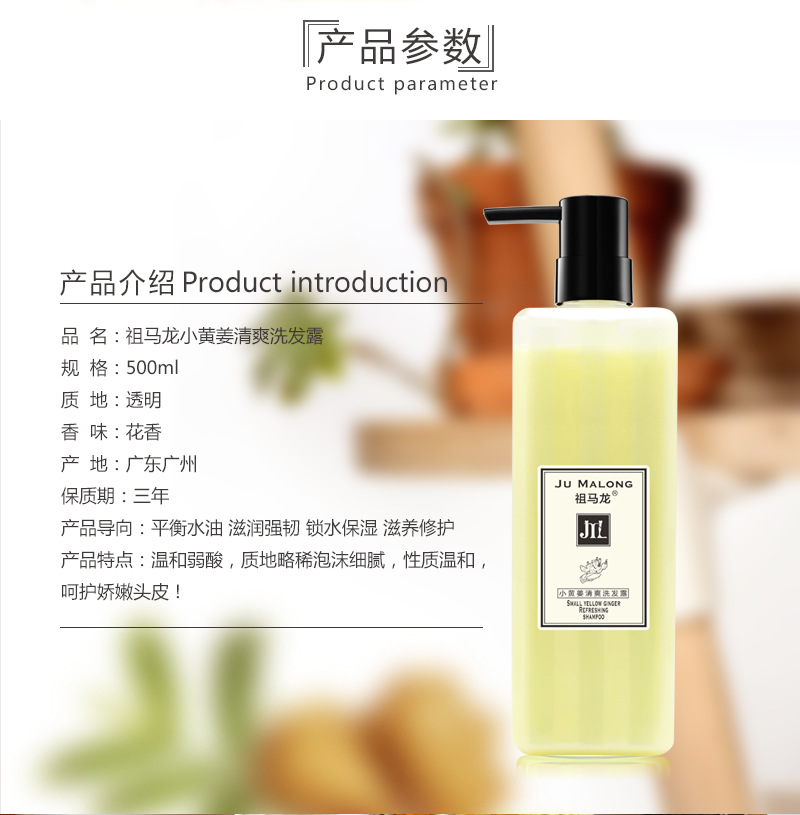 产品参数
Product parameter
产品介绍 Product introduction
品 名：祖马龙小黄姜清爽洗发露
规 格：500ml
质 地：透明
香 味：花香
产 地：广东广州
保质期：三年
产品导向：平衡水油 滋润强韧 锁水保湿 滋养修护
产品特点：温和弱酸，质地略稀泡沫细腻，性质温和，
呵护娇嫩头皮！
JU MALONG
祖马龙®
JML
小黄姜清爽洗发露
SMALL YELLOW GINGER
REFRESHING
SHAMPOO